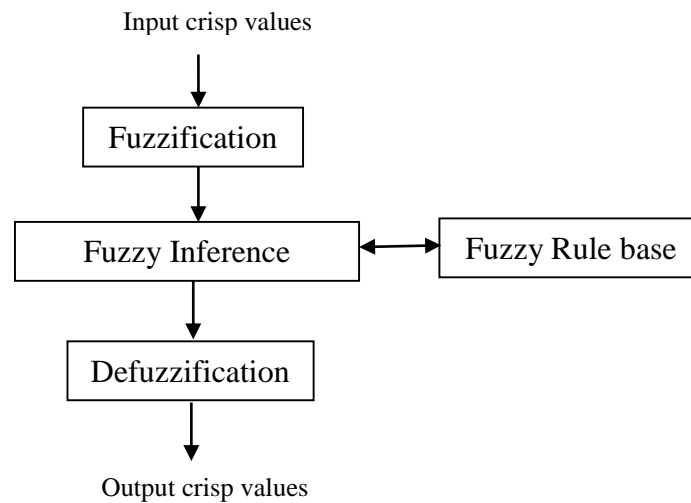 Input crisp values
Fuzzification
Fuzzy Inference
Fuzzy Rule base
Defuzzification
Output crisp values